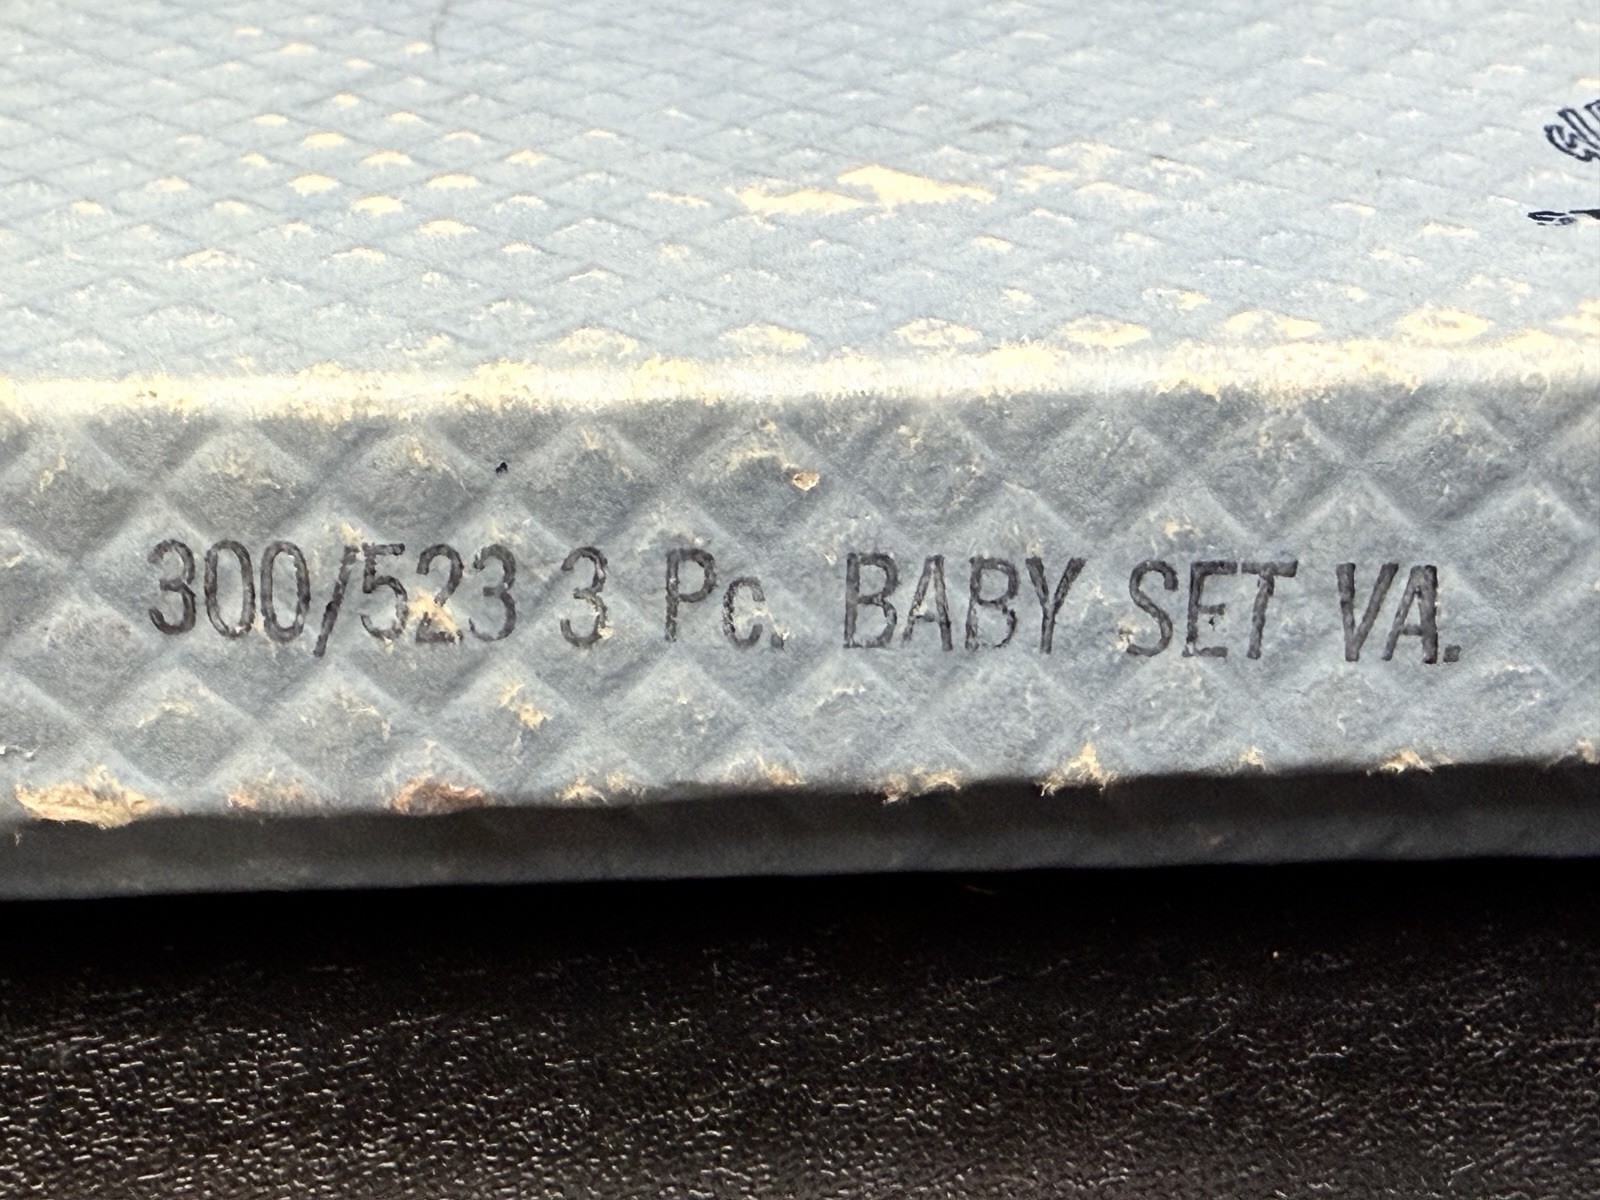 300/523 3 Pc. BABY SET VA.